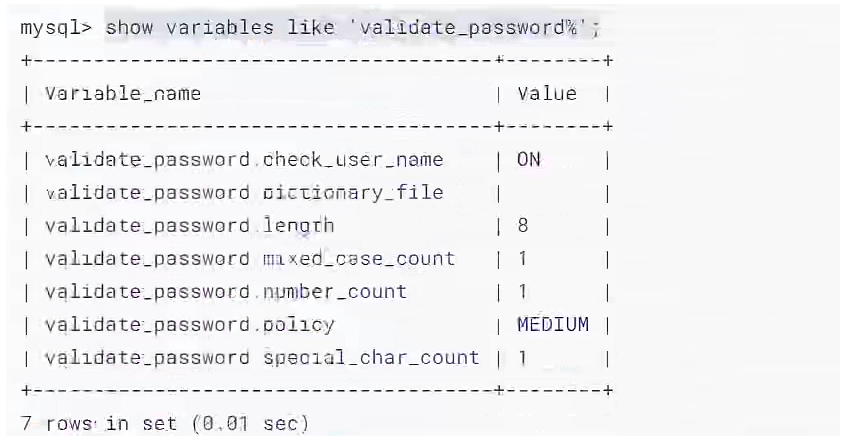 mysql> show variables like 'validate_password%';
+--------------------------------------+--------+
| Variable_name | Value |
+--------------------------------------+--------+
| validate_password.check_user_name | ON |
| validate_password dictionary_file | |
| validate_password.length | 8 |
| validate_password mixed_case_count | 1 |
| validate_password.number_count | 1 |
| validate_password.policy | MEDIUM |
| validate_password special_char_count | 1 |
+--------------------------------------+--------+
7 rows in set (0.01 sec)